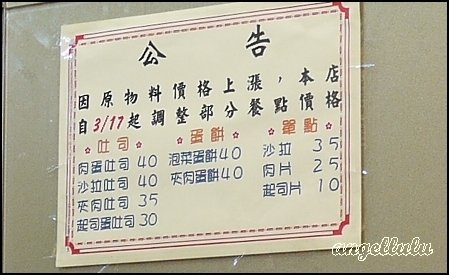 公告
因原物料價格上漲，本店
自3/17起調整部分餐點價格
吐司 蛋餅 單點
肉蛋吐司 40 泡菜蛋餅 40 沙拉 35
沙拉吐司 40 夾肉蛋餅 40 肉片 25
夾肉吐司 35 起司片 10
起司蛋吐司 30
angellulu